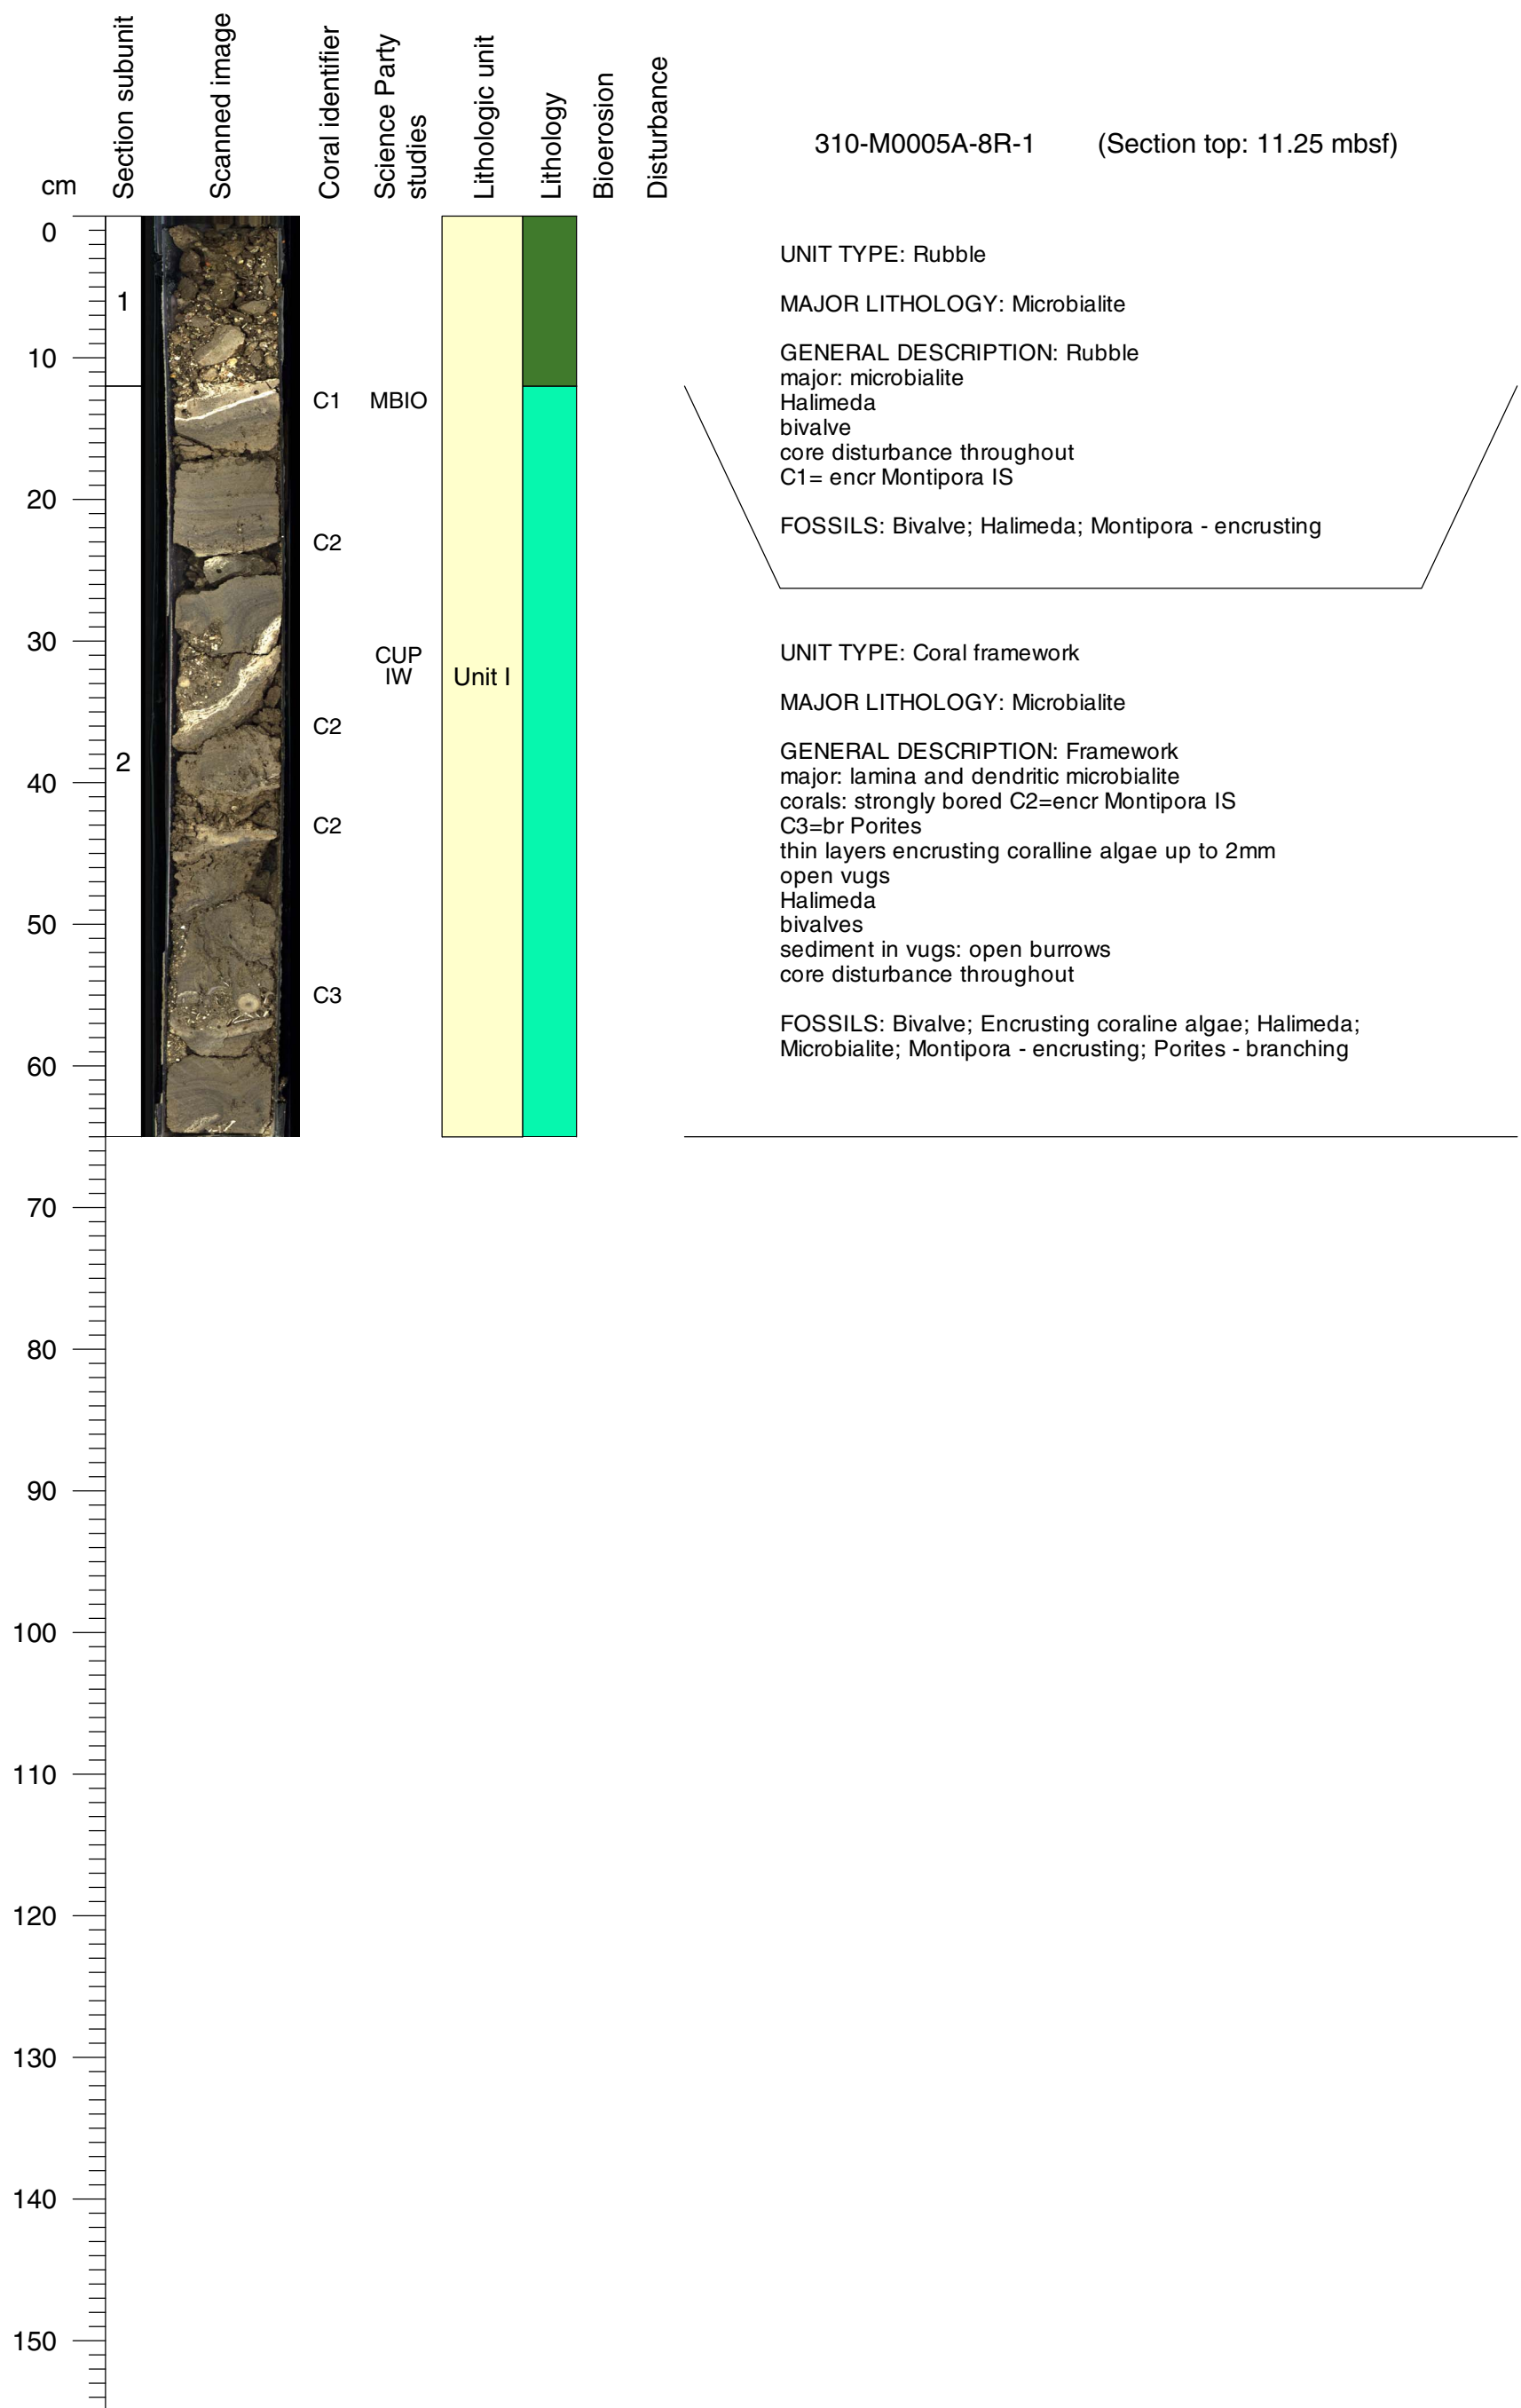 Section subunit
Scanned image
Coral identifier
Science Party
studies
Lithologic unit
Lithology
Bioerosion
Disturbance
310-M0005A-8R-1 (Section top: 11.25 mbsf)
cm
0
10
20
30
40
50
60
70
80
90
100
110
120
130
140
150
1
2
C1
C2
C2
C2
C3
MBIO
CUP
IW
Unit I
UNIT TYPE: Rubble
MAJOR LITHOLOGY: Microbialite
GENERAL DESCRIPTION: Rubble
major: microbialite
Halimeda
bivalve
core disturbance throughout
C1= encr Montipora IS
FOSSILS: Bivalve; Halimeda; Montipora - encrusting
UNIT TYPE: Coral framework
MAJOR LITHOLOGY: Microbialite
GENERAL DESCRIPTION: Framework
major: lamina and dendritic microbialite
corals: strongly bored C2=encr Montipora IS
C3=br Porites
thin layers encrusting coralline algae up to 2mm
open vugs
Halimeda
bivalves
sediment in vugs: open burrows
core disturbance throughout
FOSSILS: Bivalve; Encrusting coraline algae; Halimeda;
Microbialite; Montipora - encrusting; Porites - branching